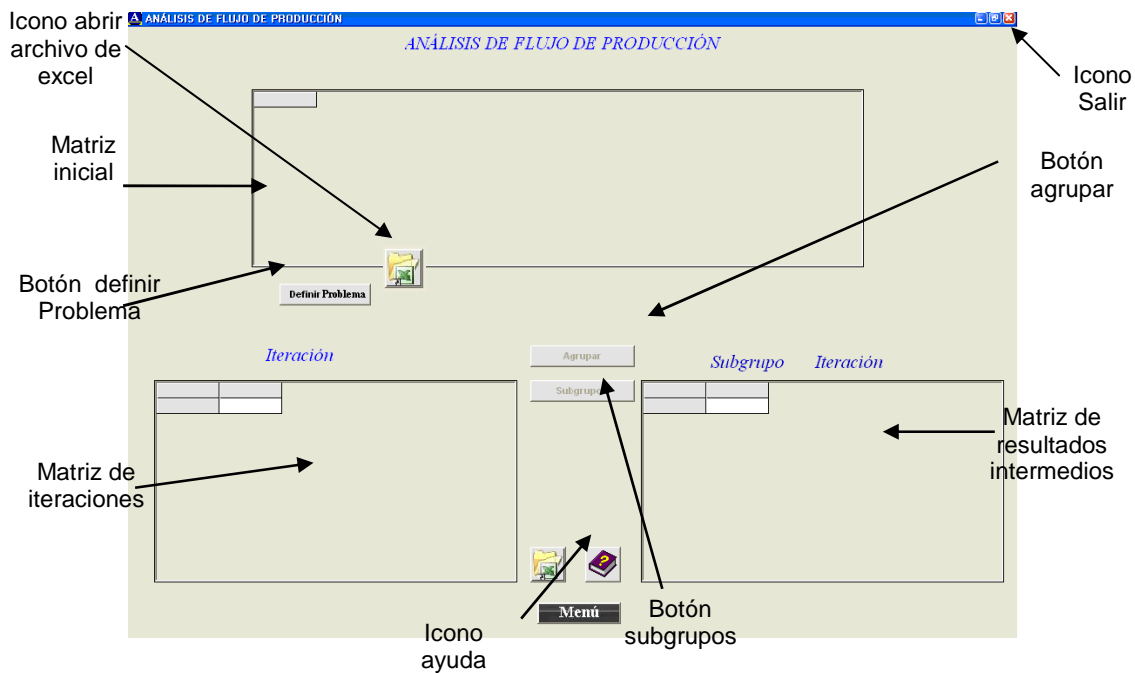 Icono abrir
archivo de
excel
ANÁLISIS DE FLUJO DE PRODUCCIÓN
ANÁLISIS DE FLUJO DE PRODUCCIÓN
Icono
Salir
Matriz
inicial
Botón
agrupar
Botón definir
Problema
Definir Problema
Iteración
Agrupar
Subgrupo Iteración
Subgrupo
Matriz de
resultados
intermedios
Matriz de
iteraciones
Menú
Botón
subgrupos
Icono
ayuda